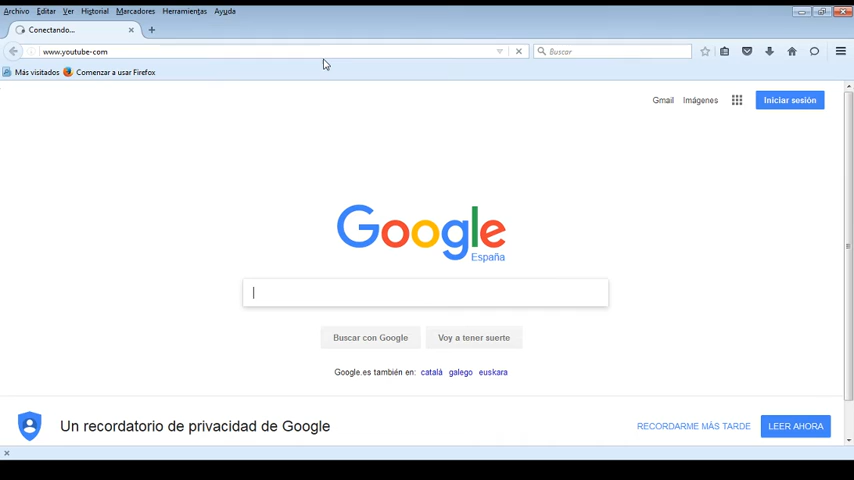 Archivo Editar Ver Historial Marcadores Herramientas Ayuda
Conectando...
www.youtube-com
Buscar
Más visitados Comenzar a usar Firefox
Gmail Imágenes Iniciar sesión
Google
España
Buscar con Google Voy a tener suerte
Google.es también en: català galego euskara
Un recordatorio de privacidad de Google RECORDARME MÁS TARDE LEER AHORA